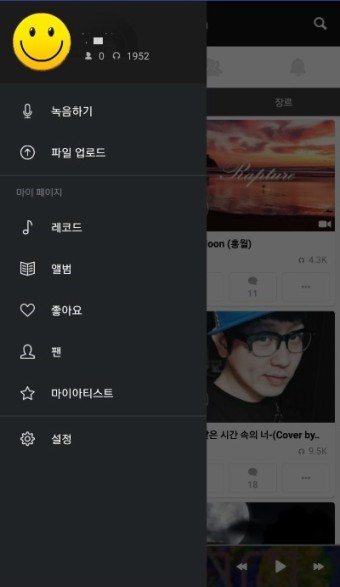 0 1952
녹음하기
파일 업로드
마이 페이지
레코드
앨범
좋아요
팬
마이아티스트
설정
장르
Rapture
oon (홍월)
4.3K
11
은 시간 속의 너-(Cover by..
9.5K
18